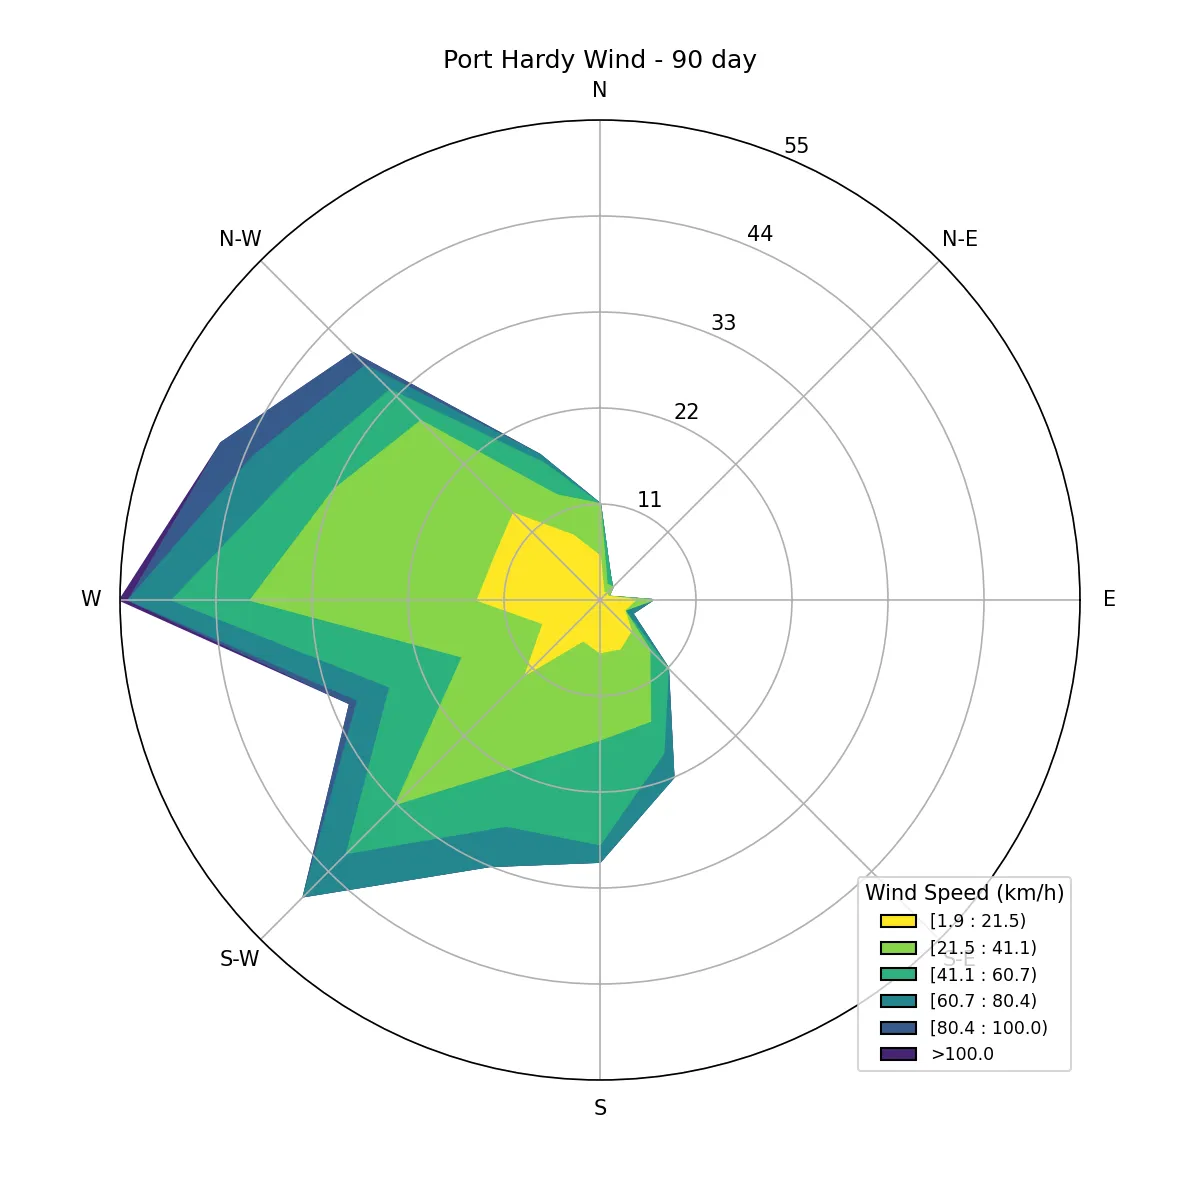 Port Hardy Wind - 90 day
N
55
44
N-W
N-E
33
22
11
W
E
Wind Speed (km/h)
[1.9 : 21.5)
[21.5 : 41.1)
S-W
S-E
[41.1 : 60.7)
[60.7 : 80.4)
[80.4 : 100.0)
>100.0
S